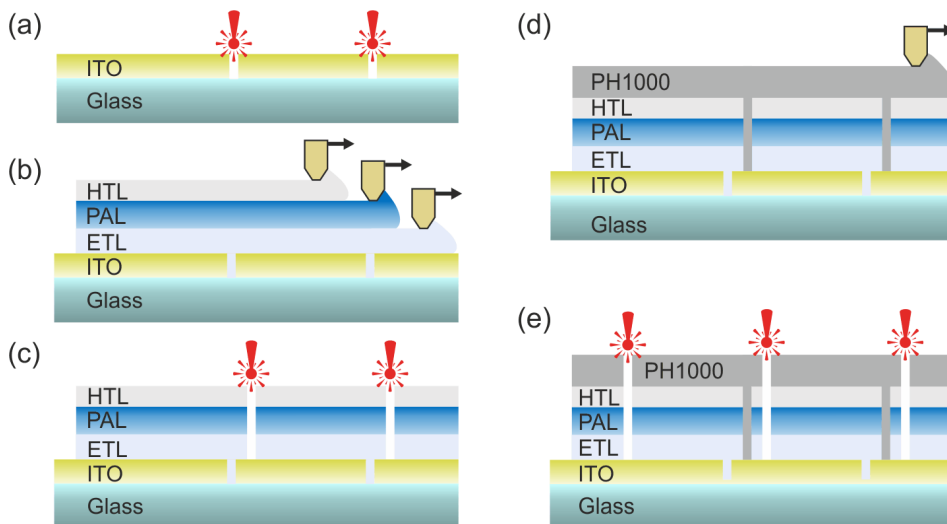 (a)
ITO
Glass
(b)
HTL
PAL
ETL
ITO
Glass
(c)
HTL
PAL
ETL
ITO
Glass
(d)
PH1000
HTL
PAL
ETL
ITO
Glass
(e)
PH1000
HTL
PAL
ETL
ITO
Glass